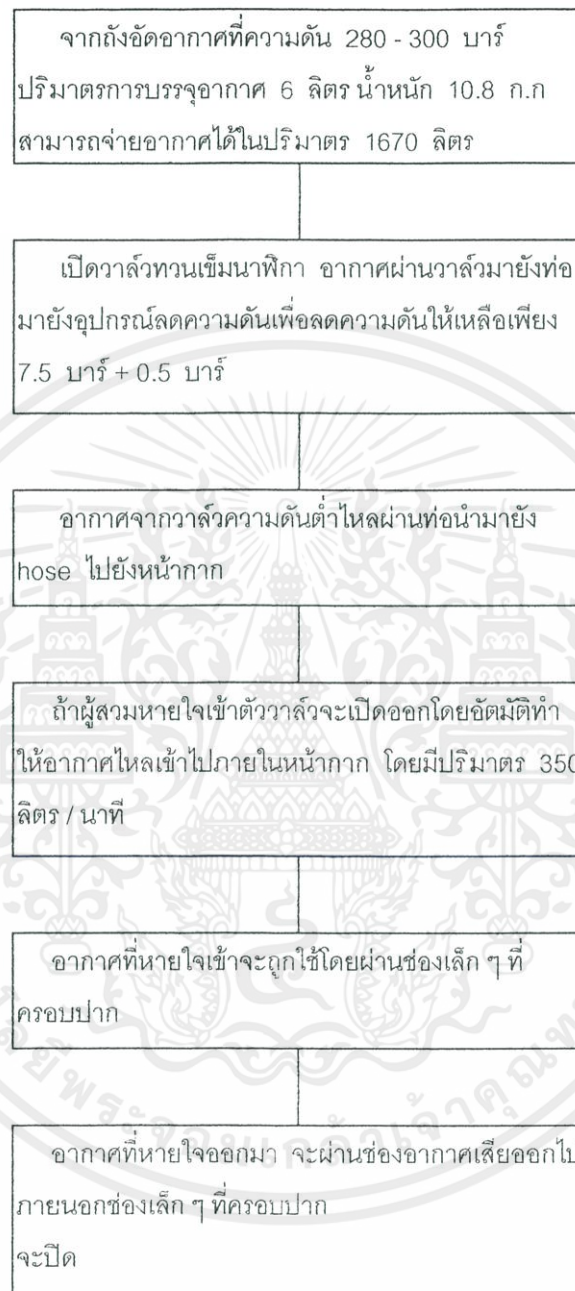 จากถังอัดอากาศที่ความดัน 280 - 300 บาร์
ปริมาตรการบรรจุอากาศ 6 ลิตร น้ำหนัก 10.8 ก.ก
สามารถจ่ายอากาศได้ในปริมาตร 1670 ลิตร
เปิดวาล์วทวนเข็มนาฬิกา อากาศผ่านวาล์วมายังท่อ
มายังอุปกรณ์ลดความดันเพื่อลดความดันให้เหลือเพียง
7.5 บาร์ + 0.5 บาร์
อากาศจากวาล์วความดันต่ำไหลผ่านท่อนำมายัง
hose ไปยังหน้ากาก
ถ้าผู้สวมหายใจเข้าตัววาล์วจะเปิดออกโดยอัตมัติทำ
ให้อากาศไหลเข้าไปภายในหน้ากาก โดยมีปริมาตร 350
ลิตร / นาที
อากาศที่หายใจเข้าจะถูกใช้โดยผ่านช่องเล็ก ๆ ที่
ครอบปาก
อากาศที่หายใจออกมา จะผ่านช่องอากาศเสียออกไป
ภายนอกช่องเล็ก ๆ ที่ครอบปาก
จะปิด